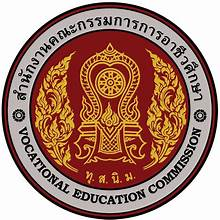 สำนักงานคณะกรรมการการอาชีวศึกษา
ทุ. ส. นิ. ม.
VOCATIONAL EDUCATION COMMISSION